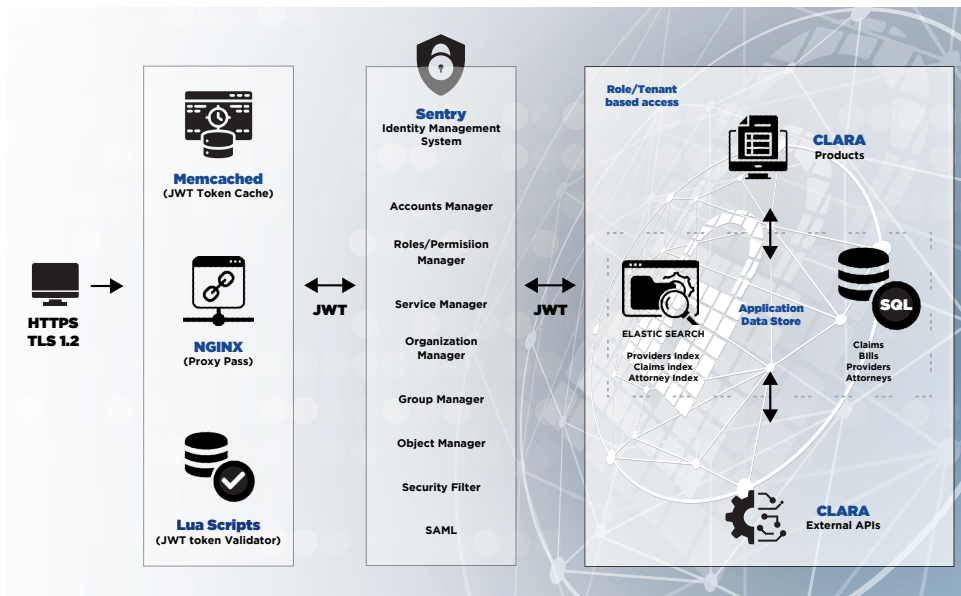 HTTPS
TLS 1.2
Memcached
(JWT Token Cache)
NGINX
(Proxy Pass)
Lua Scripts
(JWT token Validator)
JWT
Sentry
Identity Management
System
Accounts Manager
Roles/Permisiion
Manager
Service Manager
Organization
Manager
Group Manager
Object Manager
Security Filter
SAML
JWT
Role/Tenant
based access
CLARA
Products
ELASTIC SEARCH
Providers Index
Claims index
Attorney Index
Application
Data Store
SQL
Claims
BIlls
Providers
Attorneys
CLARA
External APIs